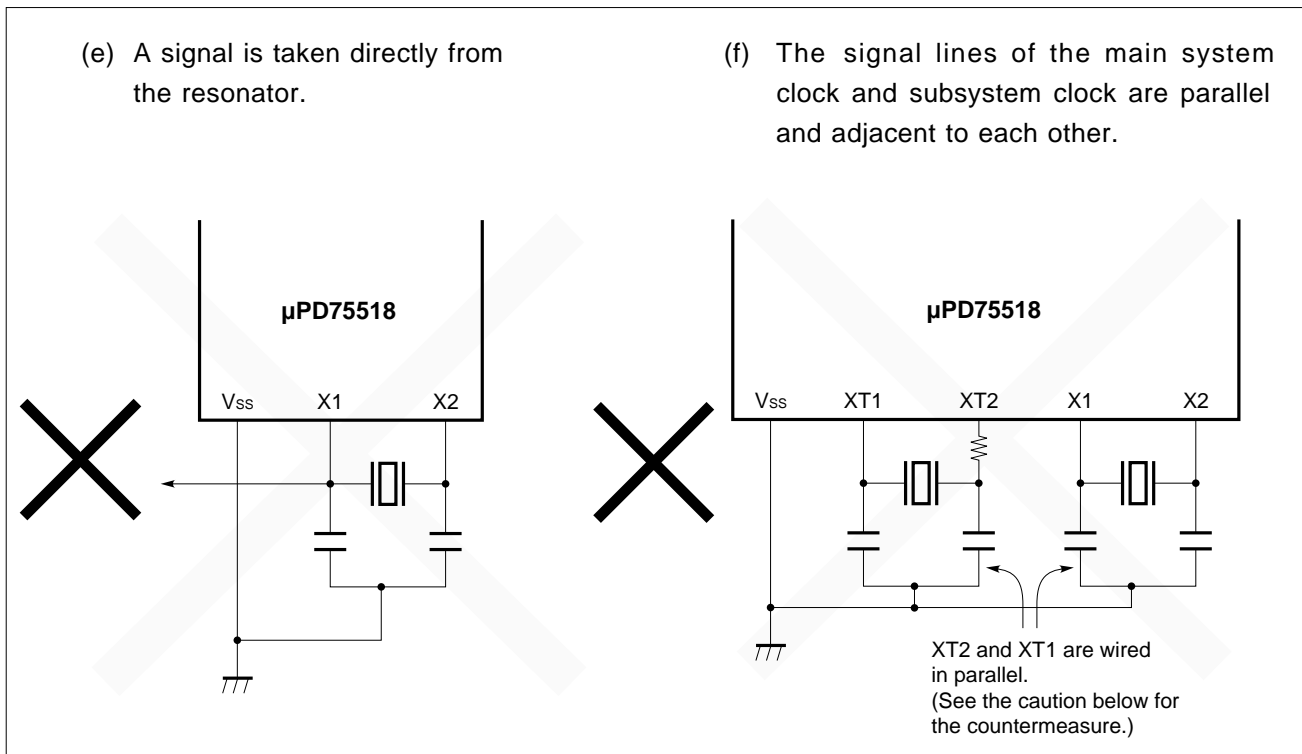 (e) A signal is taken directly from
the resonator.
(f) The signal lines of the main system
clock and subsystem clock are parallel
and adjacent to each other.
µPD75518
VSS X1 X2
µPD75518
VSS XT1 XT2 X1 X2
XT2 and XT1 are wired
in parallel.
(See the caution below for
the countermeasure.)